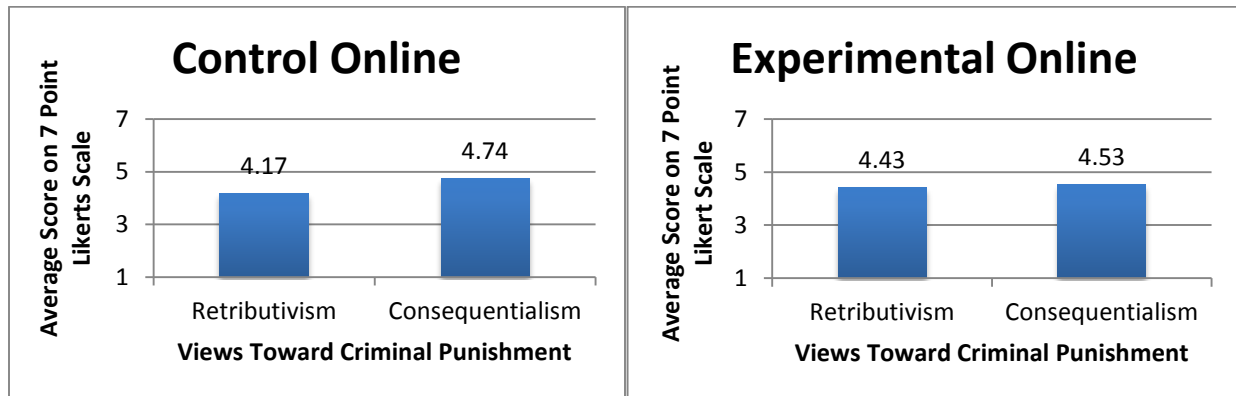 Control Online
Average Score on 7 Point
Likerts Scale
7
5
3
1
4.17
4.74
Retributivism
Consequentialism
Views Toward Criminal Punishment
Experimental Online
Average Score on 7 Point
Likert Scale
7
5
3
1
4.43
4.53
Retributivism
Consequentialism
Views Toward Criminal Punishment